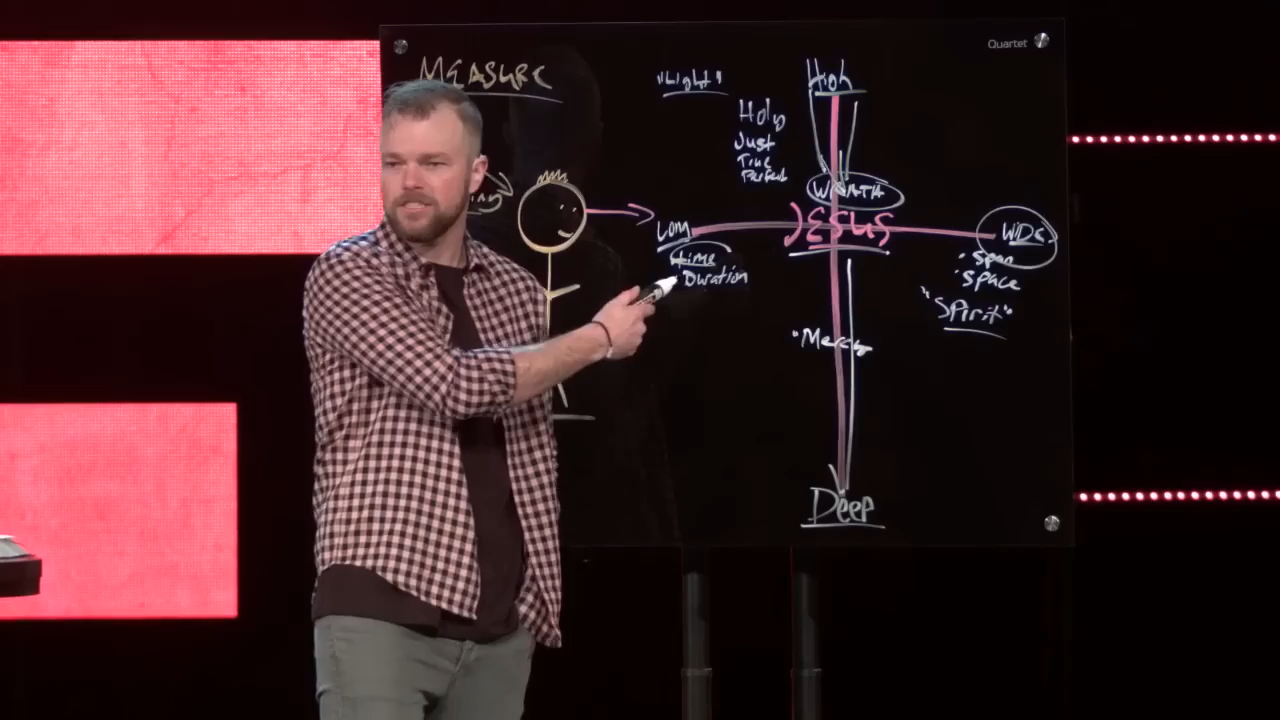 Quartet
MEASURE
"Light"
High
Holy
Just
True
Perfect
WRATH
JESUS
LONG
time
Duration
WIDE
• Span
• Space
"Spirit"
"Mercy
Deep